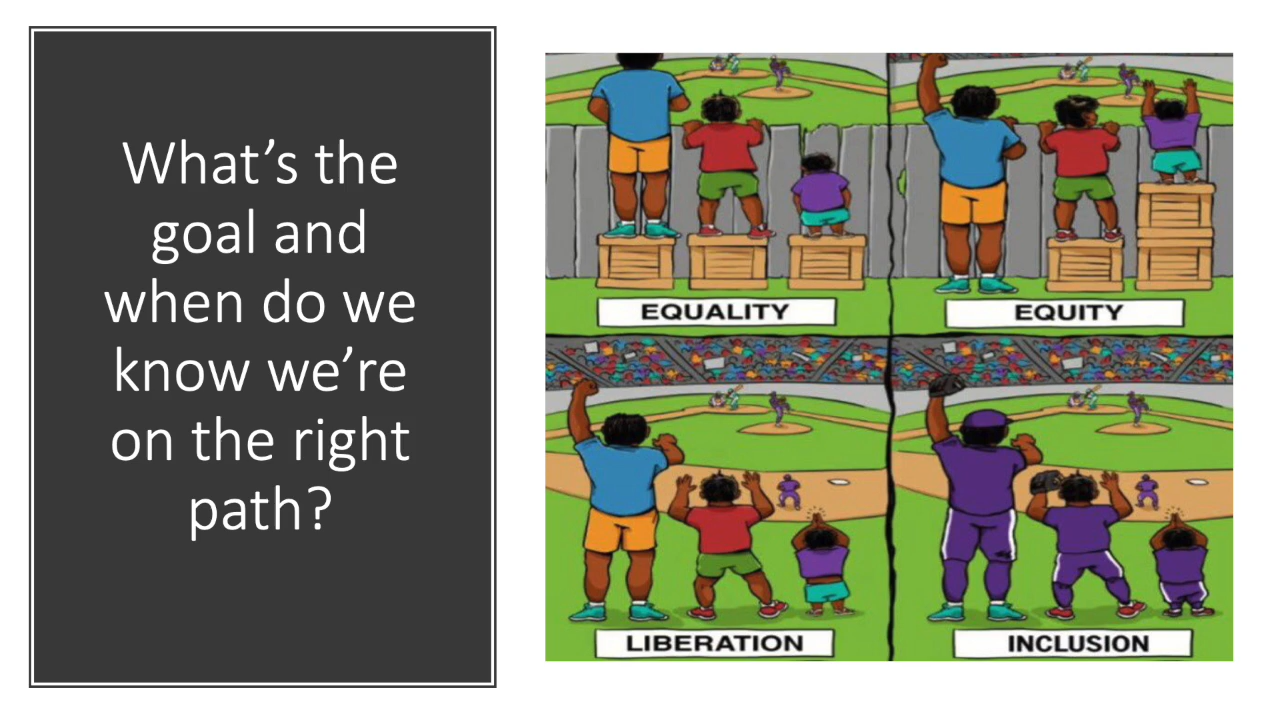 What’s the
goal and
when do we
know we’re
on the right
path?
EQUALITY
EQUITY
LIBERATION
INCLUSION